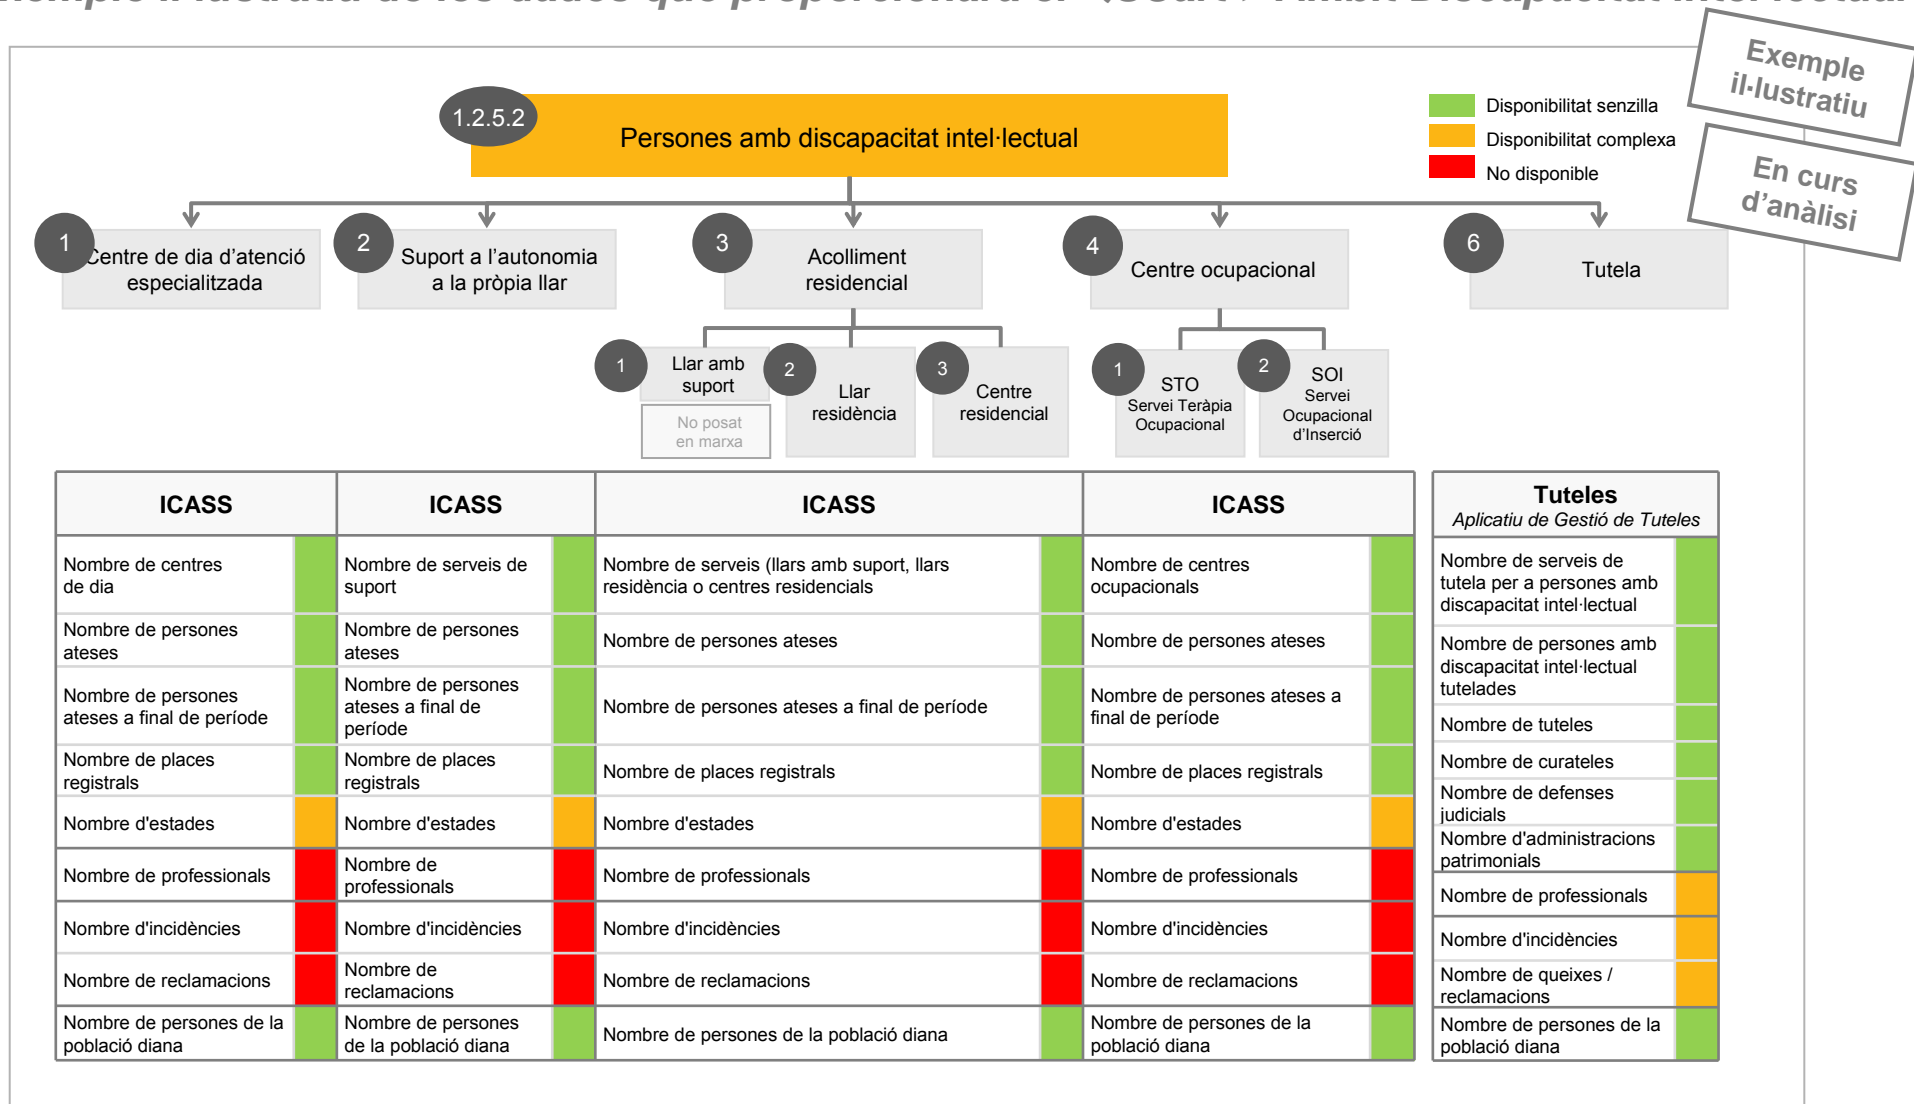 Exemple
il·lustratiu
En curs
d'anàlisi
1.2.5.2
Persones amb discapacitat intel·lectual
Disponibilitat senzilla
Disponibilitat complexa
No disponible
1
Centre de dia d'atenció
especialitzada
2
Suport a l'autonomia
a la pròpia llar
3
Acolliment
residencial
4
Centre ocupacional
6
Tutela
1
Llar amb
suport
No posat
en marxa
2
Llar
residència
3
Centre
residencial
1
STO
Servei Teràpia
Ocupacional
2
SOI
Servei
Ocupacional
d'Inserció
ICASS
Nombre de centres
de dia
Nombre de persones
ateses
Nombre de persones
ateses a final de període
Nombre de places
registrals
Nombre d'estades
Nombre de professionals
Nombre d'incidències
Nombre de reclamacions
Nombre de persones de la
població diana
ICASS
Nombre de serveis de
suport
Nombre de persones
ateses
Nombre de persones
ateses a final de
període
Nombre de places
registrals
Nombre d'estades
Nombre de
professionals
Nombre d'incidències
Nombre de
reclamacions
Nombre de persones
de la població diana
ICASS
Nombre de serveis (llars amb suport, llars
residència o centres residencials
Nombre de persones ateses
Nombre de persones ateses a final de període
Nombre de places registrals
Nombre d'estades
Nombre de professionals
Nombre d'incidències
Nombre de reclamacions
Nombre de persones de la població diana
ICASS
Nombre de centres
ocupacionals
Nombre de persones ateses
Nombre de persones ateses a
final de període
Nombre de places registrals
Nombre d'estades
Nombre de professionals
Nombre d'incidències
Nombre de reclamacions
Nombre de persones de la
població diana
Tuteles
Aplicatiu de Gestió de Tuteles
Nombre de serveis de
tutela per a persones amb
discapacitat intel·lectual
Nombre de persones amb
discapacitat intel·lectual
tutelades
Nombre de tuteles
Nombre de curateles
Nombre de defenses
judicials
Nombre d'administracions
patrimonials
Nombre de professionals
Nombre d'incidències
Nombre de queixes /
reclamacions
Nombre de persones de la
població diana